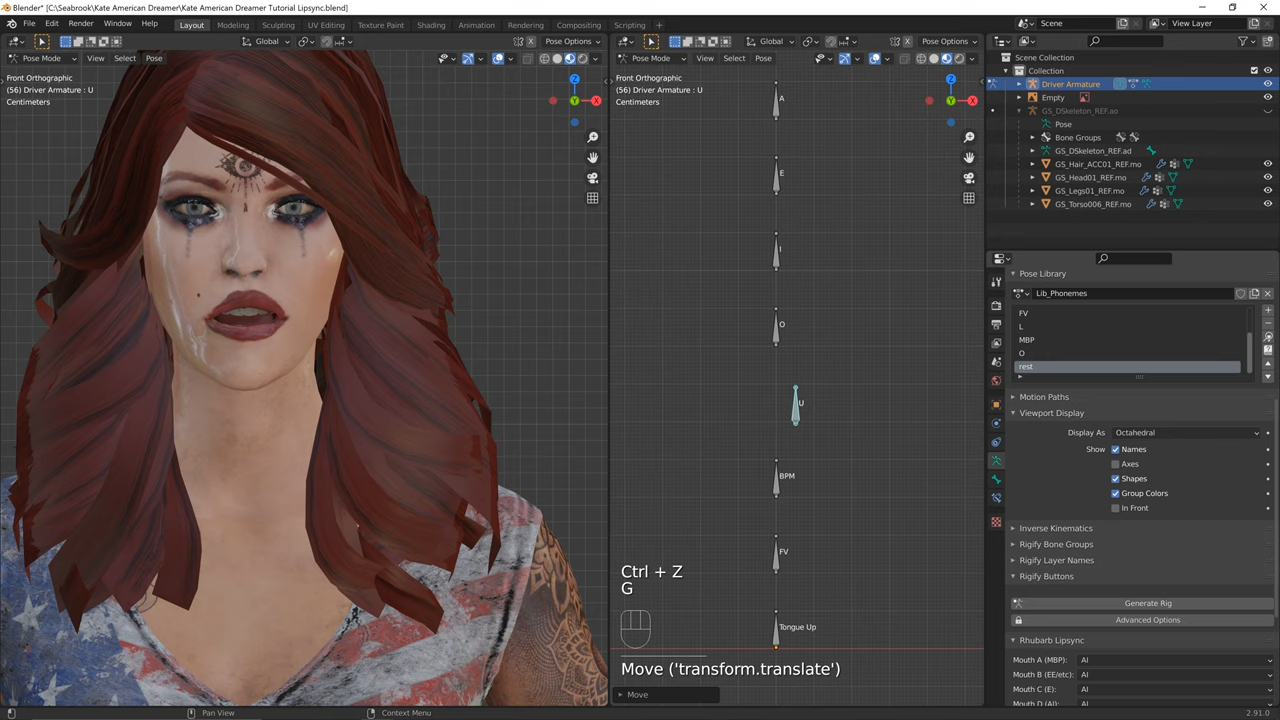 Blender* [C:\Seabrook\Kate American Dreamer\Kate American Dreamer Tutorial Lipsync.blend]
File Edit Render Window Help Layout Modeling Sculpting UV Editing Texture Paint Shading Animation Rendering Compositing Scripting + Scene View Layer
Global Pose Options Global Pose Options
Pose Mode View Select Pose Pose Mode View Select Pose
Front Orthographic
(56) Driver Armature : U
Centimeters
Z
Y
X
Front Orthographic
(56) Driver Armature : U
Centimeters
Z
Y
X
A
E
I
O
U
BPM
FV
Tongue Up
Ctrl + Z
G
Move ('transform.translate')
Move
Scene Collection
Collection
Driver Armature
Empty
GS_DSkeleton_REF.ao
Pose
Bone Groups
GS_DSkeleton_REF.ad
GS_Hair_ACC01_REF.mo
GS_Head01_REF.mo
GS_Legs01_REF.mo
GS_Torso006_REF.mo
Pose Library
Lib_Phonemes
FV
L
MBP
O
rest
Motion Paths
Viewport Display
Display As Octahedral
Show Names
Axes
Shapes
Group Colors
In Front
Inverse Kinematics
Rigify Bone Groups
Rigify Layer Names
Rigify Buttons
Generate Rig
Advanced Options
Rhubarb Lipsync
Mouth A (MBP): AI
Mouth B (EE/etc): AI
Mouth C (E): AI
Mouth D (AI): AI
Pan View Context Menu 2.91.0